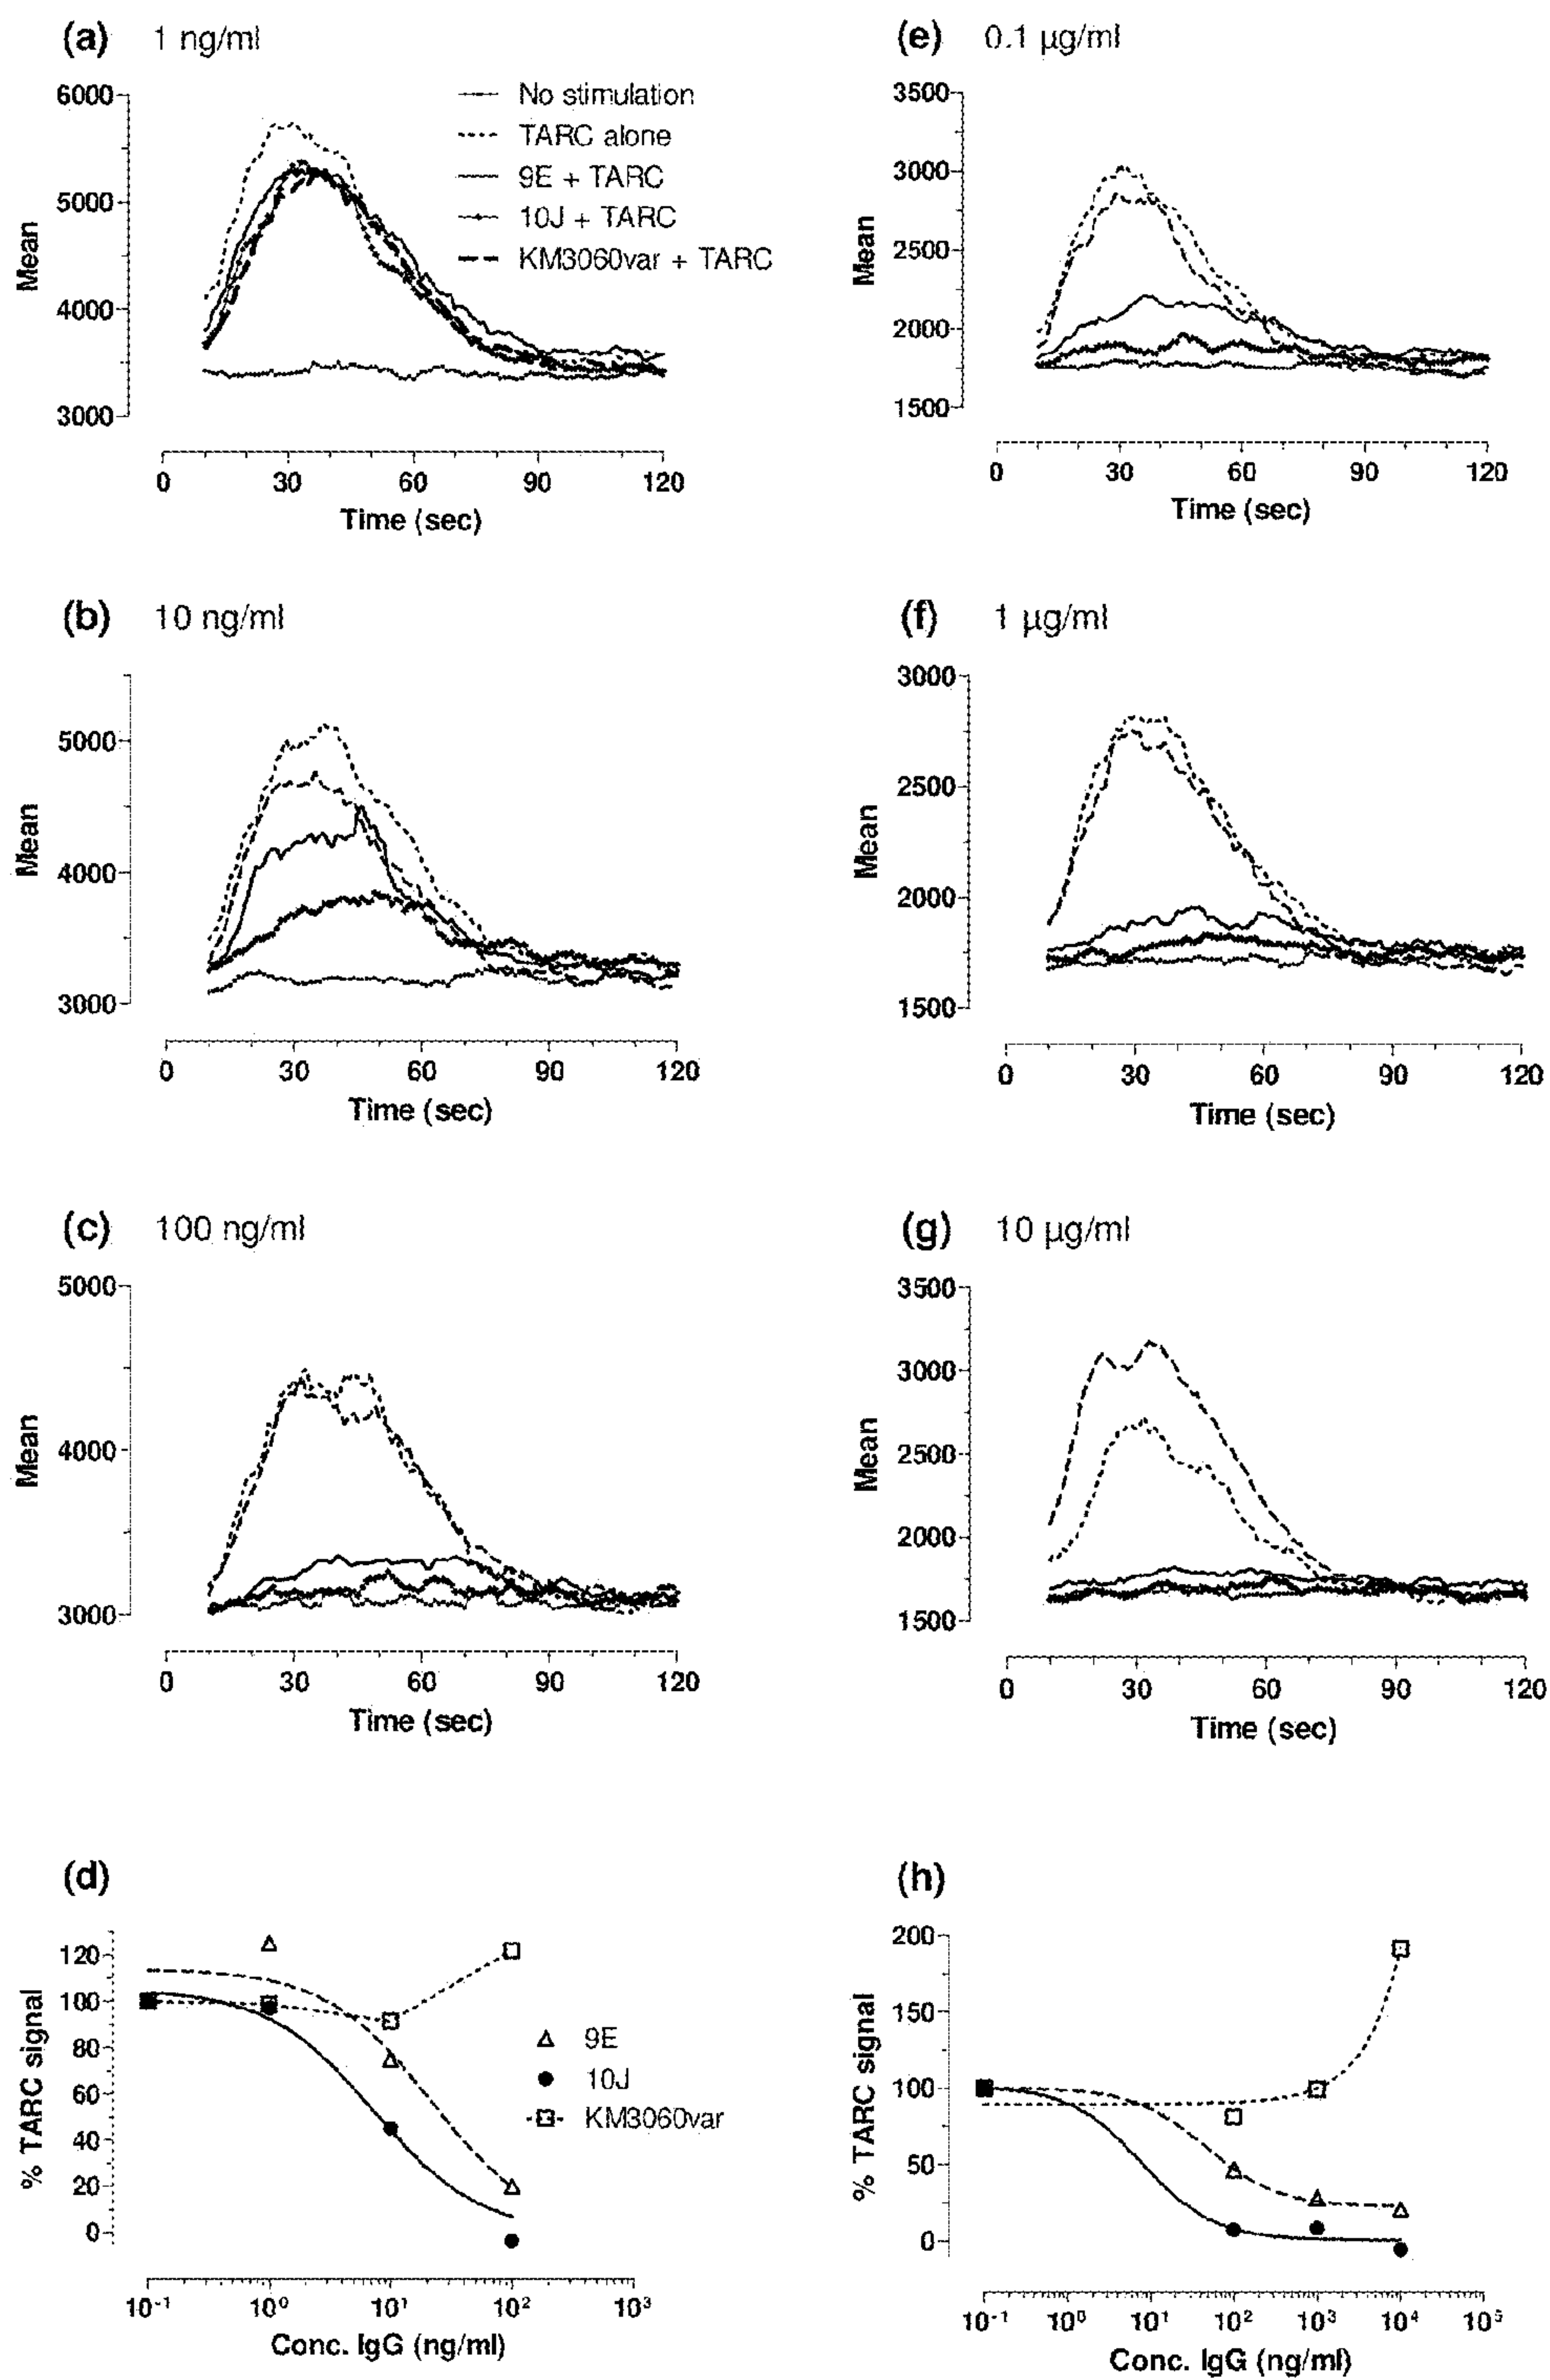 (a) 1 ng/ml
6000
5000
4000
3000
Mean
No stimulation
TARC alone
9E + TARC
10J + TARC
KM3060var + TARC
0 30 60 90 120
Time (sec)
(e) 0.1 µg/ml
3500
3000
2500
2000
1500
Mean
0 30 60 90 120
Time (sec)
(b) 10 ng/ml
5000
4000
3000
Mean
0 30 60 90 120
Time (sec)
(f) 1 µg/ml
3000
2500
2000
1500
Mean
0 30 60 90 120
Time (sec)
(c) 100 ng/ml
5000
4000
3000
Mean
0 30 60 90 120
Time (sec)
(g) 10 µg/ml
3500
3000
2500
2000
1500
Mean
0 30 60 90 120
Time (sec)
(d)
120
100
80
60
40
20
0
% TARC signal
9E
10J
KM3060var
10⁻¹ 10⁰ 10¹ 10² 10³
Conc. IgG (ng/ml)
(h)
200
150
100
50
0
% TARC signal
10⁻¹ 10⁰ 10¹ 10² 10³ 10⁴ 10⁵
Conc. IgG (ng/ml)